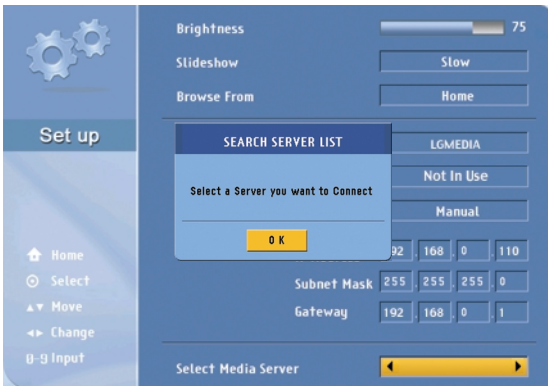 Brightness 75
Slideshow Slow
Browse From Home
Set up
SEARCH SERVER LIST
Select a Server you want to Connect
OK
LGMEDIA
Not In Use
Manual
92 168 0 110
Subnet Mask 255 255 255 0
Gateway 192 168 0 1
Select Media Server
Home
Select
Move
Change
0-9 Input